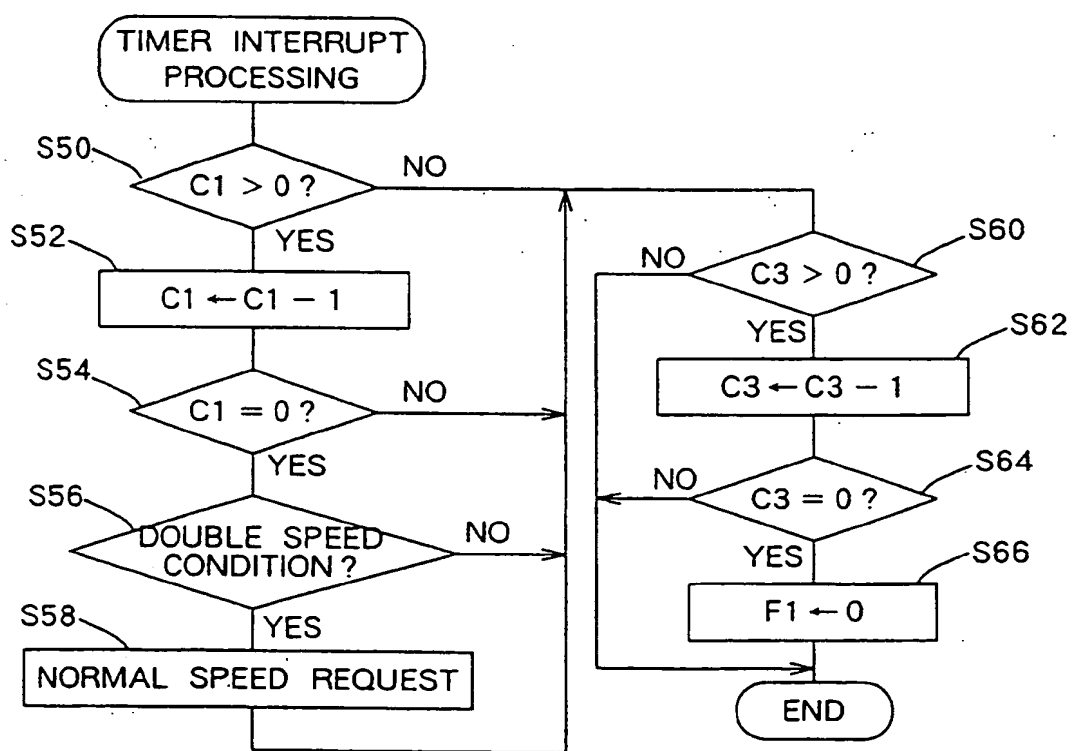 TIMER INTERRUPT
PROCESSING
S50
C1 > 0 ?
NO
YES
S52
C1 ← C1 − 1
S54
C1 = 0 ?
NO
YES
S56
DOUBLE SPEED
CONDITION ?
NO
YES
S58
NORMAL SPEED REQUEST
S60
C3 > 0 ?
NO
YES
S62
C3 ← C3 − 1
S64
C3 = 0 ?
NO
YES
S66
F1 ← 0
END